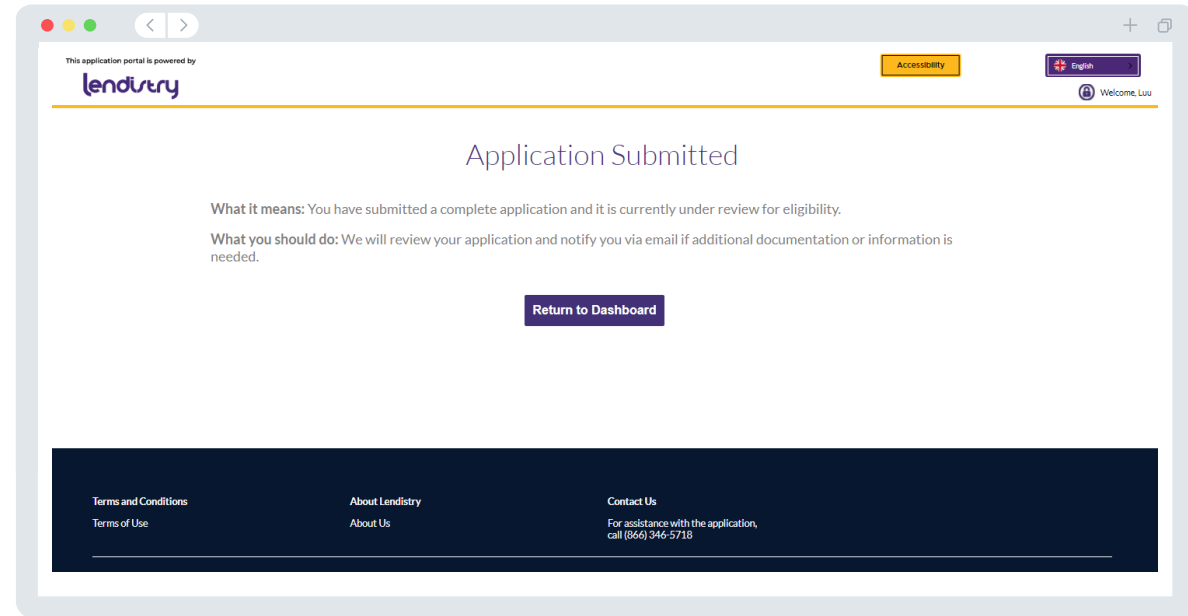 This application portal is powered by
lendistry
Accessibility
English
Welcome, Luu
Application Submitted
What it means: You have submitted a complete application and it is currently under review for eligibility.
What you should do: We will review your application and notify you via email if additional documentation or information is
needed.
Return to Dashboard
Terms and Conditions
Terms of Use
About Lendistry
About Us
Contact Us
For assistance with the application,
call (866) 346-5718